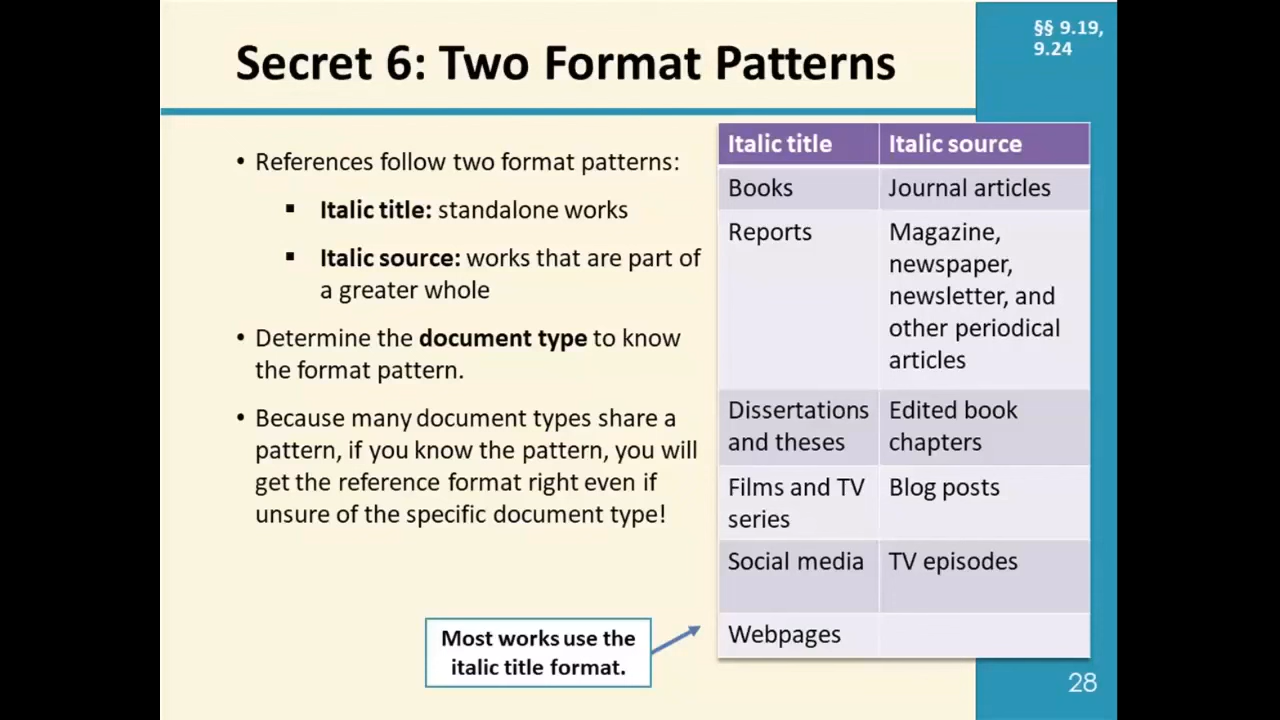 §§ 9.19,
9.24
Secret 6: Two Format Patterns
• References follow two format patterns:
▪ Italic title: standalone works
▪ Italic source: works that are part of
a greater whole
• Determine the document type to know
the format pattern.
• Because many document types share a
pattern, if you know the pattern, you will
get the reference format right even if
unsure of the specific document type!
Most works use the
italic title format.
Italic title Italic source
Books Journal articles
Reports Magazine,
newspaper,
newsletter, and
other periodical
articles
Dissertations Edited book
and theses chapters
Films and TV Blog posts
series
Social media TV episodes
Webpages
28